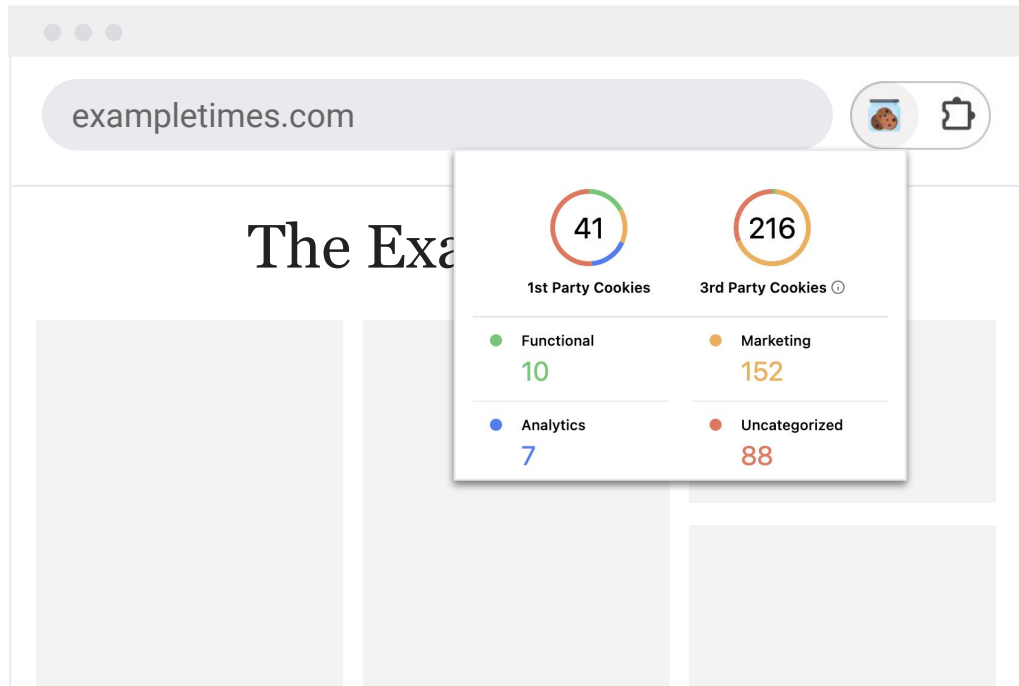 exampletimes.com
The Exa
41
216
1st Party Cookies
3rd Party Cookies
Functional
Marketing
10
152
Analytics
Uncategorized
7
88